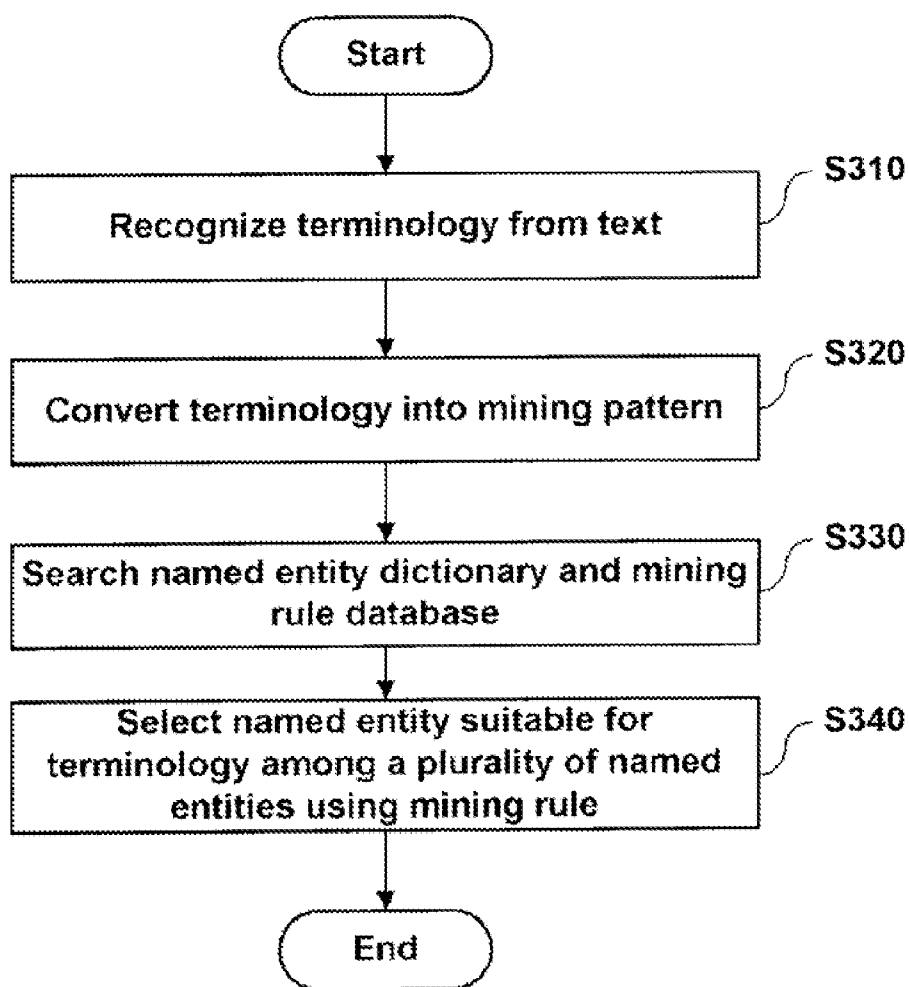 Start
S310
Recognize terminology from text
S320
Convert terminology into mining pattern
S330
Search named entity dictionary and mining
rule database
S340
Select named entity suitable for
terminology among a plurality of named
entities using mining rule
End